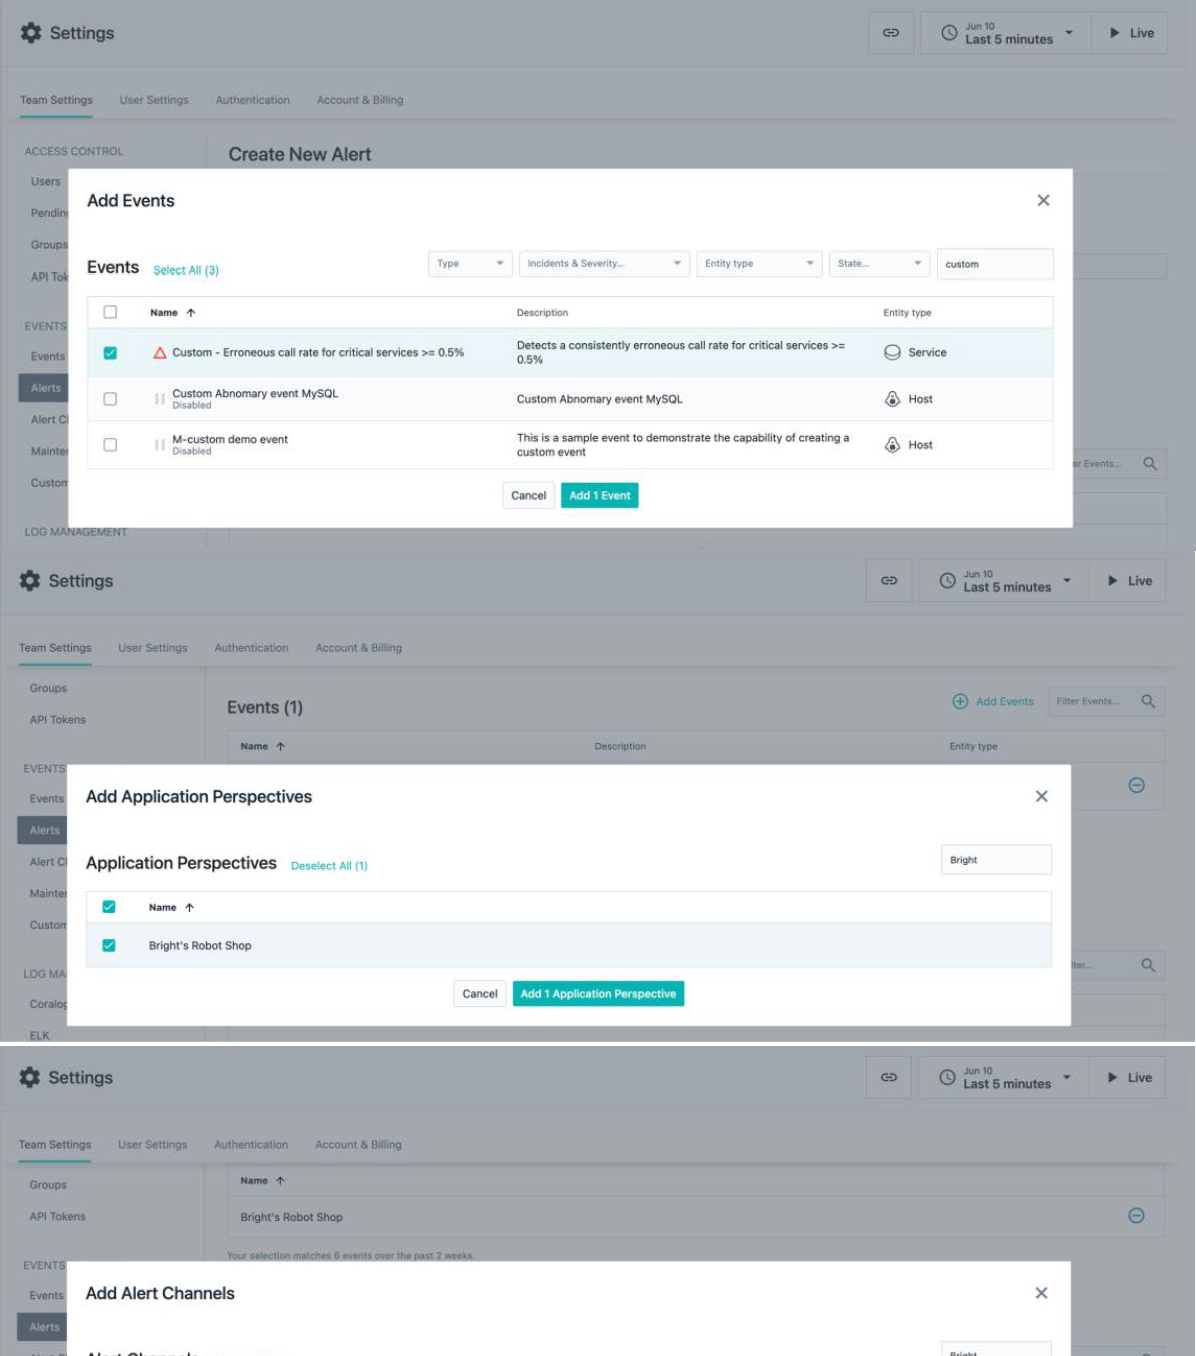 Settings
Jun 10
Last 5 minutes
Live
Team Settings User Settings Authentication Account & Billing
ACCESS CONTROL
Create New Alert
Users
Add Events
Pending
Groups
Events Select All (3) Type Incidents & Severity... Entity type State... custom
API Tok
Name ↑ Description Entity type
EVENTS
Custom - Erroneous call rate for critical services >= 0.5% Detects a consistently erroneous call rate for critical services >= 0.5% Service
Events
Alerts
Custom Abnomary event MySQL
Disabled
Custom Abnomary event MySQL Host
Alert Ch
M-custom demo event
Disabled
This is a sample event to demonstrate the capability of creating a
custom event
Host
Mainten
er Events...
Custom
Cancel Add 1 Event
LOG MANAGEMENT
Settings
Jun 10
Last 5 minutes
Live
Team Settings User Settings Authentication Account & Billing
Groups
Events (1) Add Events Filter Events...
API Tokens
Name ↑ Description Entity type
EVENTS
Events
Add Application Perspectives
Alerts
Alert Ch
Application Perspectives Deselect All (1) Bright
Mainten
Name ↑
Custom
Bright's Robot Shop
LOG MA
lter...
Cancel Add 1 Application Perspective
Coralog
ELK
Settings
Jun 10
Last 5 minutes
Live
Team Settings User Settings Authentication Account & Billing
Groups
Name ↑
API Tokens
Bright's Robot Shop
Your selection matches 6 events over the past 2 weeks.
EVENTS
Events
Add Alert Channels
Alerts
Alert Channels Bright